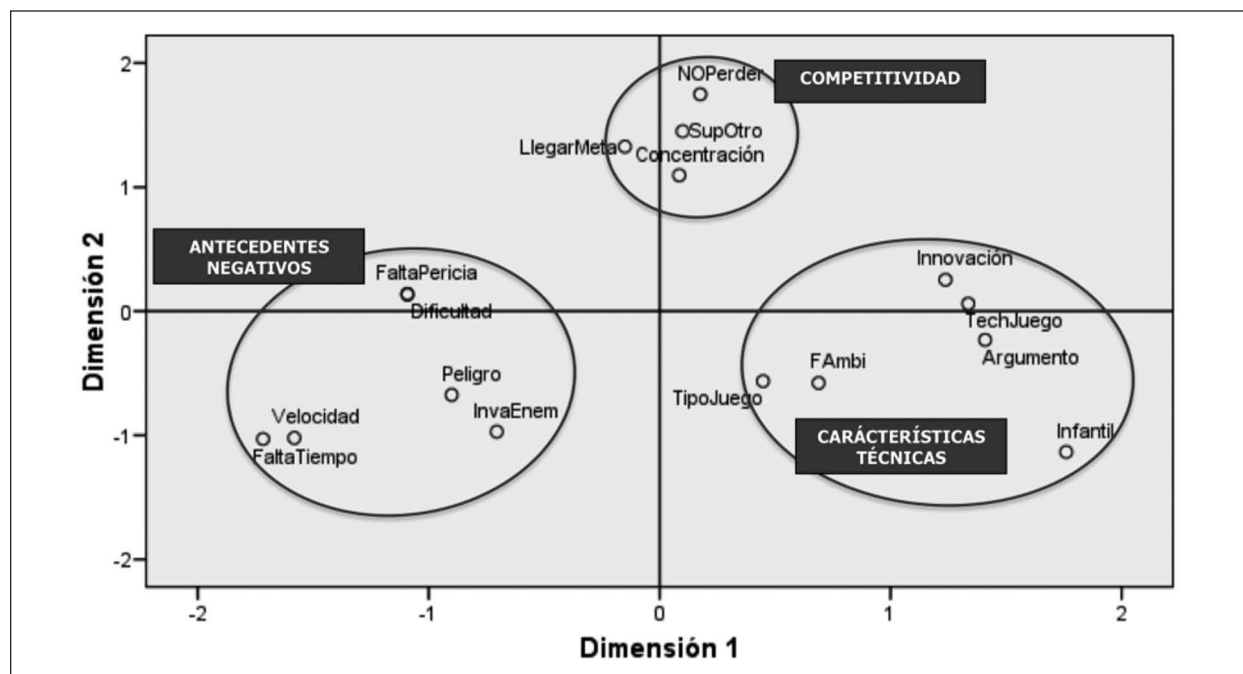 2
NOPerder
COMPETITIVIDAD
SupOtro
LlegarMeta
Concentración
1
ANTECEDENTES
NEGATIVOS
FaltaPericia
Innovación
0
Dificultad
TechJuego
Argumento
Peligro
FAmbi
InvaEnem
TipoJuego
Velocidad
Infantil
-1
CARÁCTERÍSTICAS
TÉCNICAS
FaltaTiempo
-2
Dimensión 2
-2 -1 0 1 2
Dimensión 1